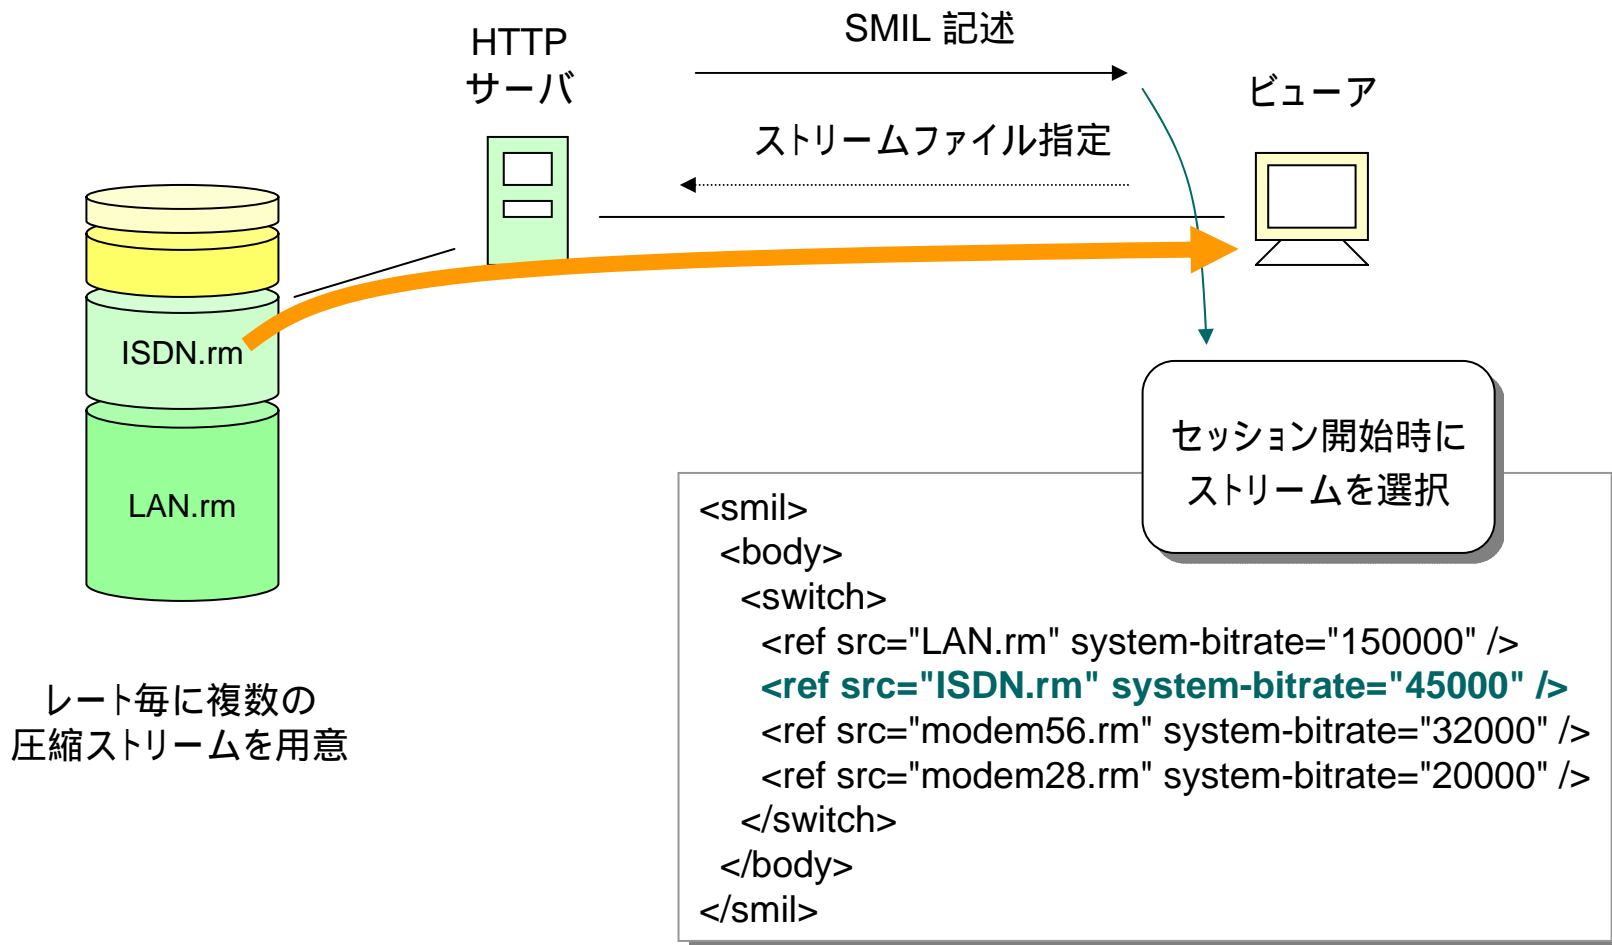 SMIL 記述
HTTP
サーバ
ビューア
ストリームファイル指定
ISDN.rm
LAN.rm
セッション開始時に
ストリームを選択
レート毎に複数の
圧縮ストリームを用意
<smil>
<body>
<switch>
<ref src="LAN.rm" system-bitrate="150000" />
<ref src="ISDN.rm" system-bitrate="45000" />
<ref src="modem56.rm" system-bitrate="32000" />
<ref src="modem28.rm" system-bitrate="20000" />
</switch>
</body>
</smil>